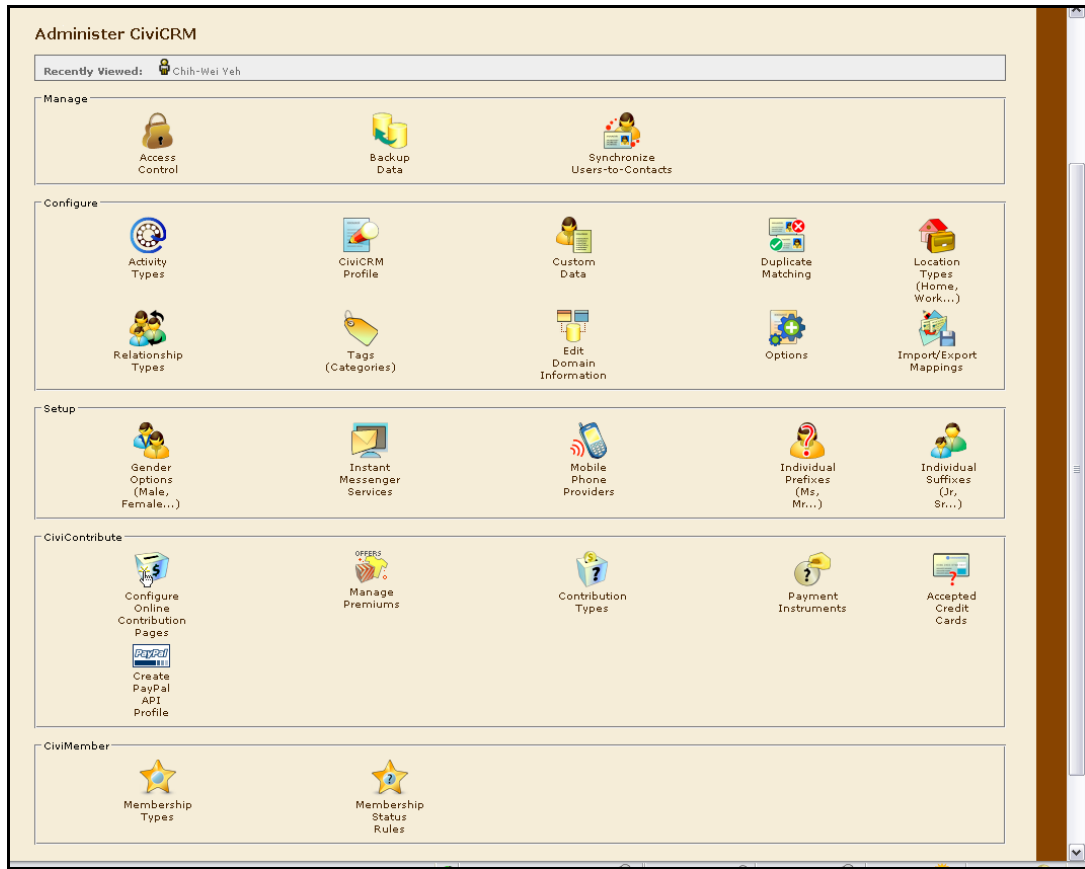 Administer CiviCRM
Recently Viewed: Chih-Wei Yeh
Manage
Access
Control
Backup
Data
Synchronize
Users-to-Contacts
Configure
Activity
Types
CiviCRM
Profile
Custom
Data
Duplicate
Matching
Location
Types
(Home,
Work...)
Relationship
Types
Tags
(Categories)
Edit
Domain
Information
Options
Import/Export
Mappings
Setup
Gender
Options
(Male,
Female...)
Instant
Messenger
Services
Mobile
Phone
Providers
Individual
Prefixes
(Ms,
Mr...)
Individual
Suffixes
(Jr,
Sr...)
CiviContribute
Configure
Online
Contribution
Pages
OFFERS
Manage
Premiums
Contribution
Types
Payment
Instruments
Accepted
Credit
Cards
PayPal
Create
PayPal
API
Profile
CiviMember
Membership
Types
Membership
Status
Rules